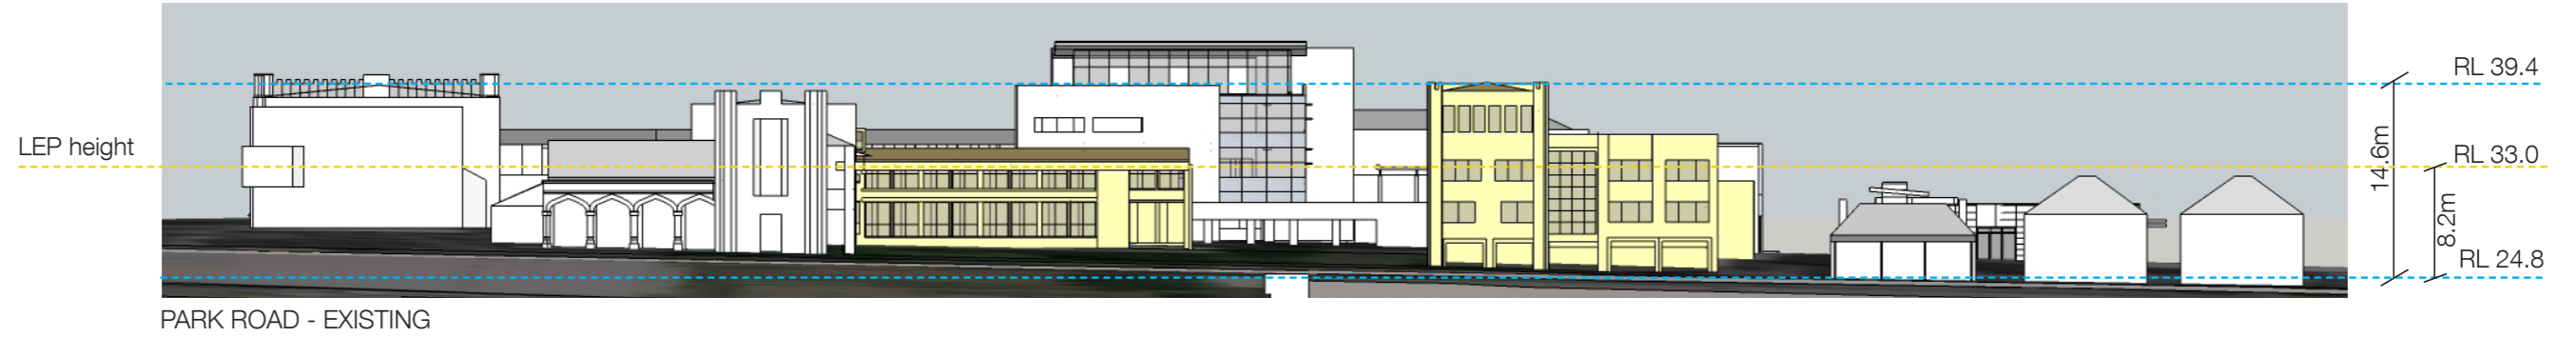 RL 39.4
LEP height
RL 33.0
14.6m
8.2m
RL 24.8
PARK ROAD - EXISTING